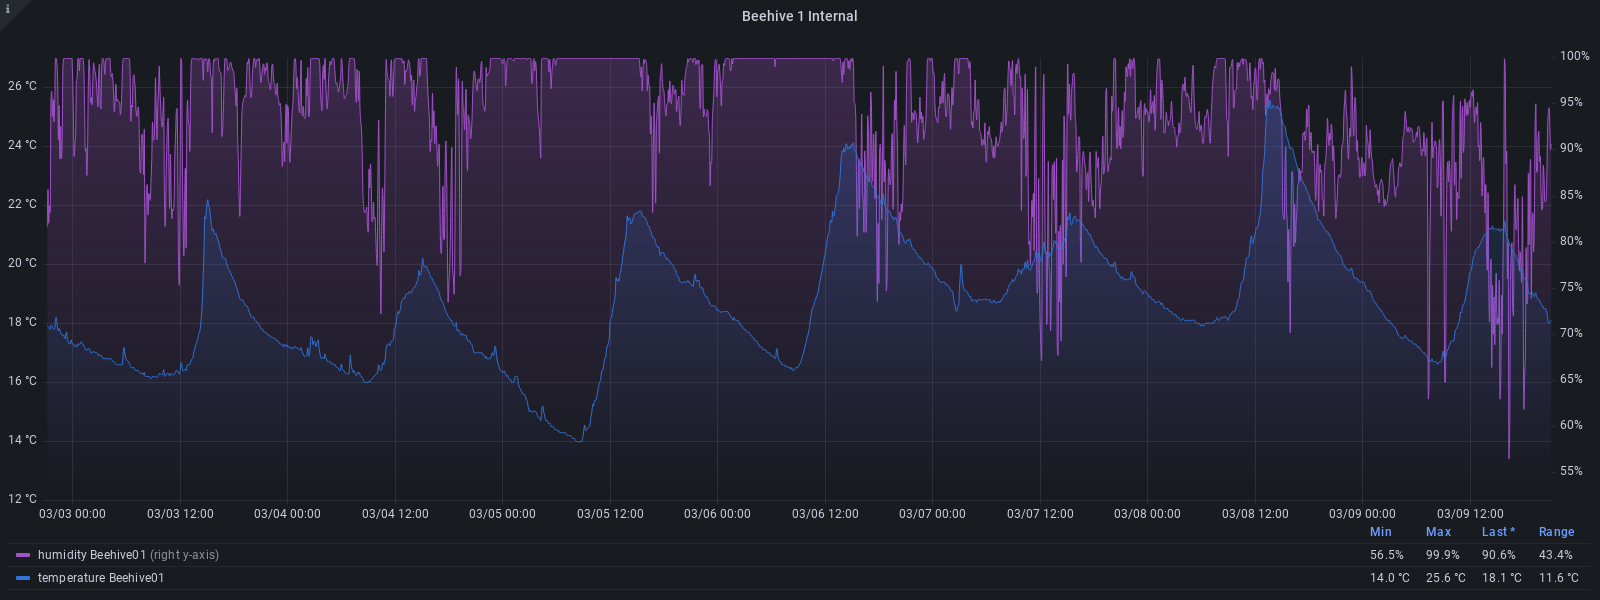 i
Beehive 1 Internal
26 °C
24 °C
22 °C
20 °C
18 °C
16 °C
14 °C
12 °C
100%
95%
90%
85%
80%
75%
70%
65%
60%
55%
03/03 00:00 03/03 12:00 03/04 00:00 03/04 12:00 03/05 00:00 03/05 12:00 03/06 00:00 03/06 12:00 03/07 00:00 03/07 12:00 03/08 00:00 03/08 12:00 03/09 00:00 03/09 12:00
Min Max Last * Range
humidity Beehive01 (right y-axis) 56.5% 99.9% 90.6% 43.4%
temperature Beehive01 14.0 °C 25.6 °C 18.1 °C 11.6 °C